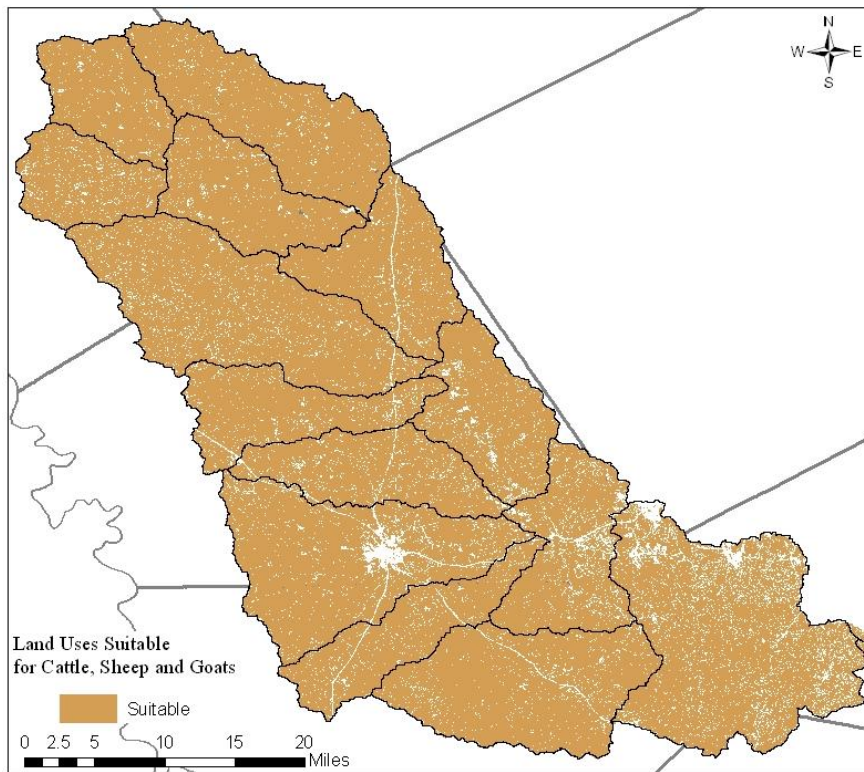 N
W E
S
Land Uses Suitable
for Cattle, Sheep and Goats
Suitable
0 2.5 5 10 15 20
Miles